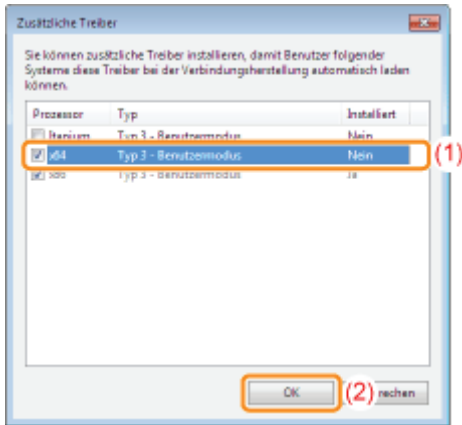 Zusätzliche Treiber
Sie können zusätzliche Treiber installieren, damit Benutzer folgender
Systeme diese Treiber bei der Verbindungsherstellung automatisch laden
können.
Prozessor Typ Installiert
Itanium Typ 3 - Benutzermodus Nein
x64 Typ 3 - Benutzermodus Nein
(1)
x86 Typ 3 - Benutzermodus Ja
OK
(2)
rechen